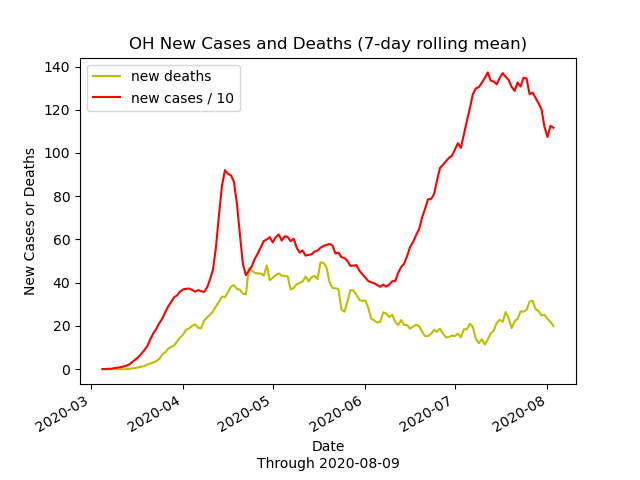 OH New Cases and Deaths (7-day rolling mean)
new deaths
new cases / 10
140
120
100
80
60
40
20
0
New Cases or Deaths
2020-03
2020-04
2020-05
2020-06
2020-07
2020-08
Date
Through 2020-08-09